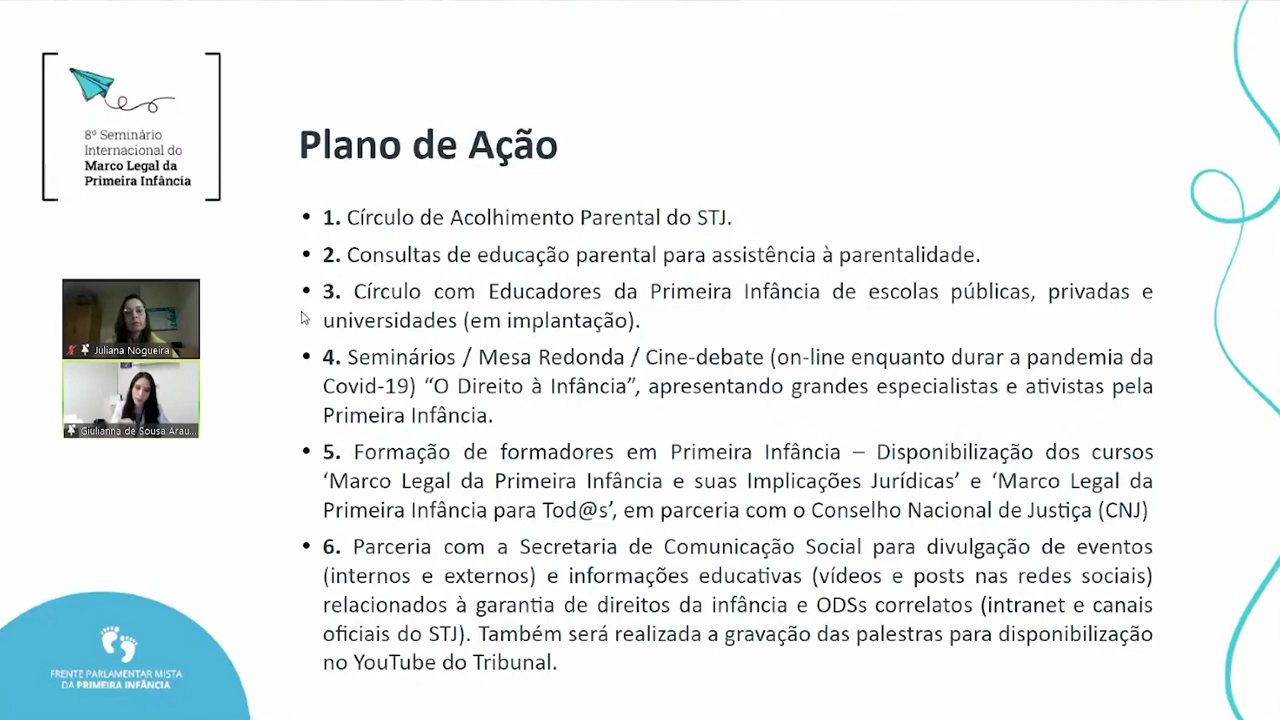 8º Seminário
Internacional do
Marco Legal da
Primeira Infância
Plano de Ação
• 1. Círculo de Acolhimento Parental do STJ.
• 2. Consultas de educação parental para assistência à parentalidade.
• 3. Círculo com Educadores da Primeira Infância de escolas públicas, privadas e
universidades (em implantação).
• 4. Seminários / Mesa Redonda / Cine-debate (on-line enquanto durar a pandemia da
Covid-19) “O Direito à Infância”, apresentando grandes especialistas e ativistas pela
Primeira Infância.
• 5. Formação de formadores em Primeira Infância – Disponibilização dos cursos
‘Marco Legal da Primeira Infância e suas Implicações Jurídicas’ e ‘Marco Legal da
Primeira Infância para Tod@s’, em parceria com o Conselho Nacional de Justiça (CNJ)
• 6. Parceria com a Secretaria de Comunicação Social para divulgação de eventos
(internos e externos) e informações educativas (vídeos e posts nas redes sociais)
relacionados à garantia de direitos da infância e ODSs correlatos (intranet e canais
oficiais do STJ). Também será realizada a gravação das palestras para disponibilização
no YouTube do Tribunal.
Juliana Nogueira
Giulianna de Sousa Arau...
FRENTE PARLAMENTAR MISTA
DA PRIMEIRA INFÂNCIA